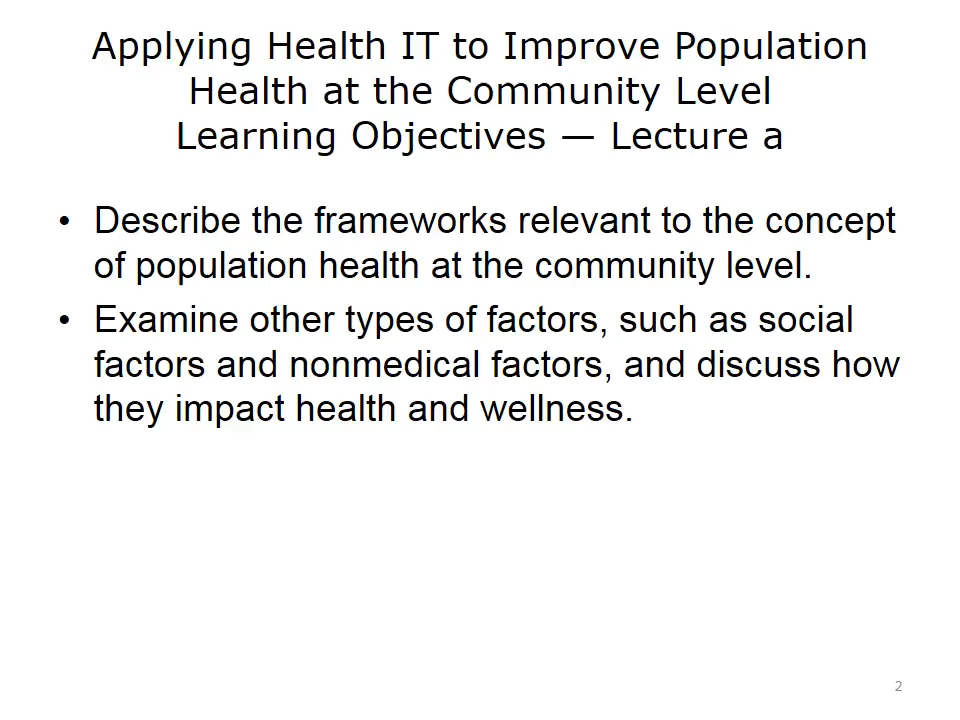 Applying Health IT to Improve Population
Health at the Community Level
Learning Objectives — Lecture a
• Describe the frameworks relevant to the concept
of population health at the community level.
• Examine other types of factors, such as social
factors and nonmedical factors, and discuss how
they impact health and wellness.
2